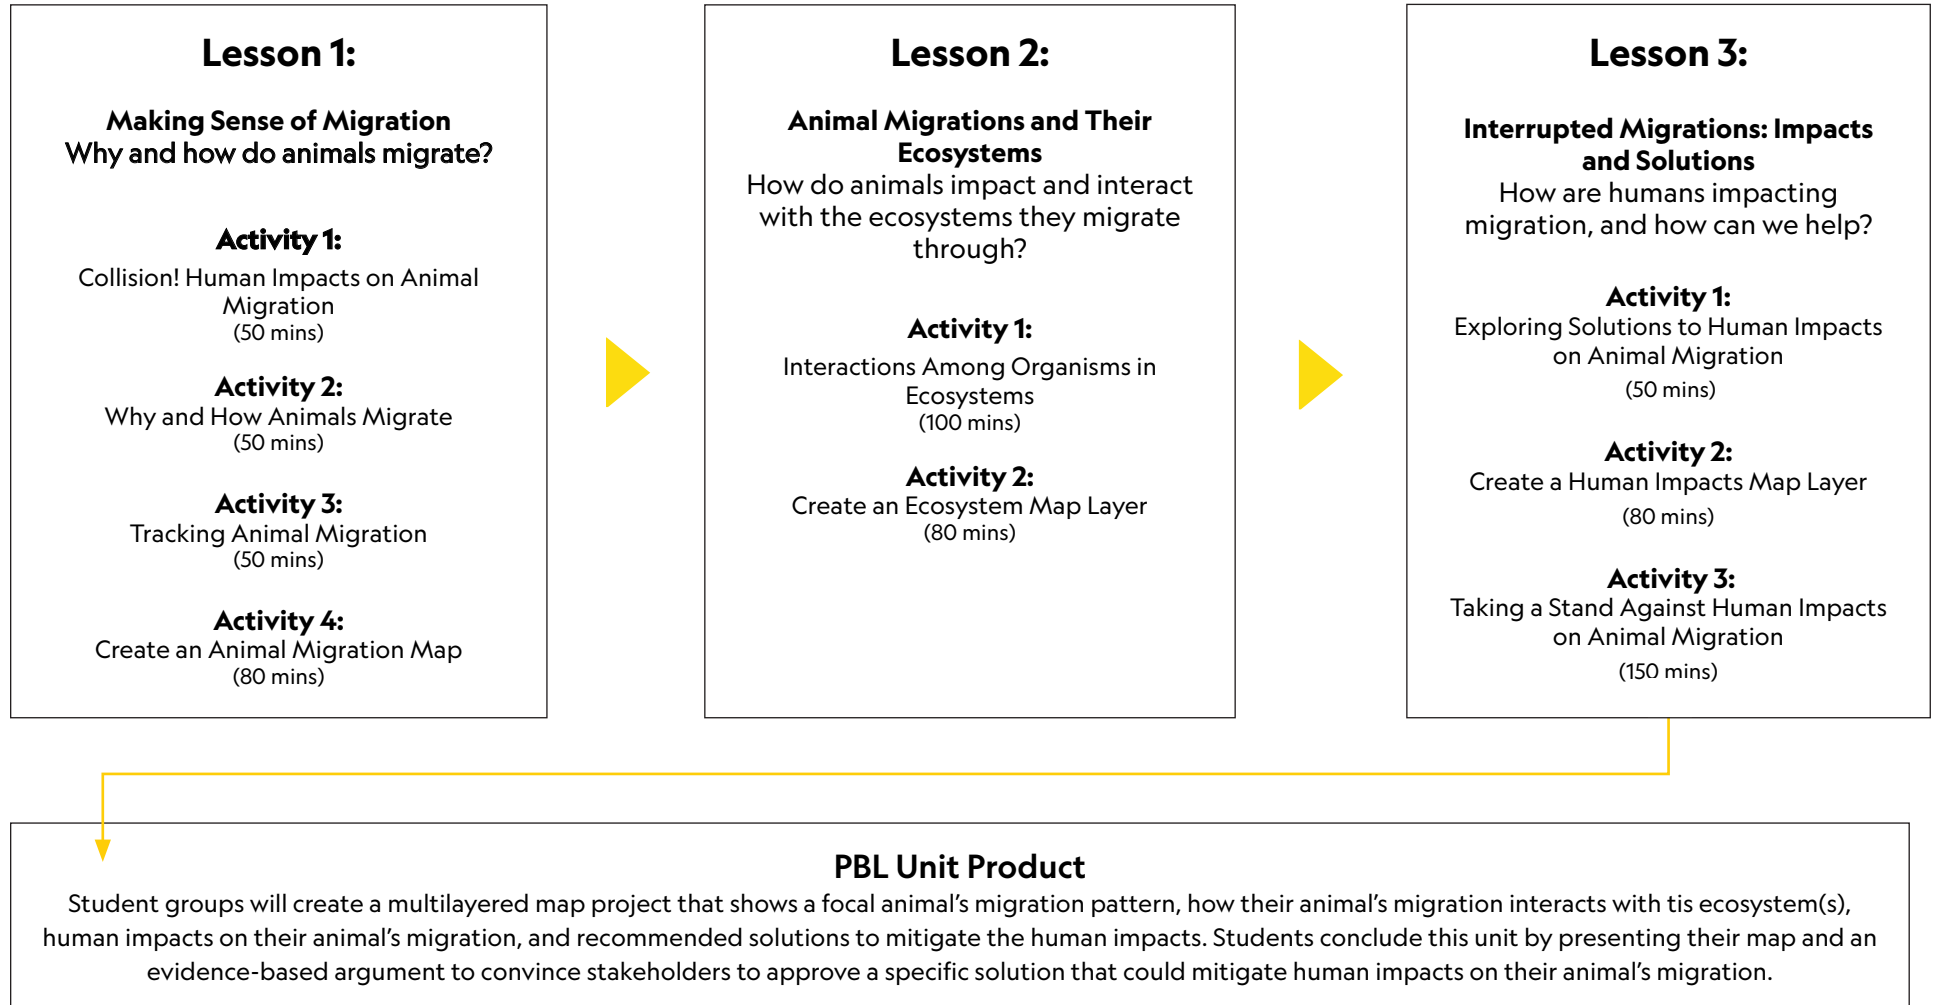 Lesson 1:
Making Sense of Migration
Why and how do animals migrate?
Activity 1:
Collision! Human Impacts on Animal
Migration
(50 mins)
Activity 2:
Why and How Animals Migrate
(50 mins)
Activity 3:
Tracking Animal Migration
(50 mins)
Activity 4:
Create an Animal Migration Map
(80 mins)
Lesson 2:
Animal Migrations and Their
Ecosystems
How do animals impact and interact
with the ecosystems they migrate
through?
Activity 1:
Interactions Among Organisms in
Ecosystems
(100 mins)
Activity 2:
Create an Ecosystem Map Layer
(80 mins)
Lesson 3:
Interrupted Migrations: Impacts
and Solutions
How are humans impacting
migration, and how can we help?
Activity 1:
Exploring Solutions to Human Impacts
on Animal Migration
(50 mins)
Activity 2:
Create a Human Impacts Map Layer
(80 mins)
Activity 3:
Taking a Stand Against Human Impacts
on Animal Migration
(150 mins)
PBL Unit Product
Student groups will create a multilayered map project that shows a focal animal’s migration pattern, how their animal’s migration interacts with tis ecosystem(s),
human impacts on their animal’s migration, and recommended solutions to mitigate the human impacts. Students conclude this unit by presenting their map and an
evidence-based argument to convince stakeholders to approve a specific solution that could mitigate human impacts on their animal’s migration.